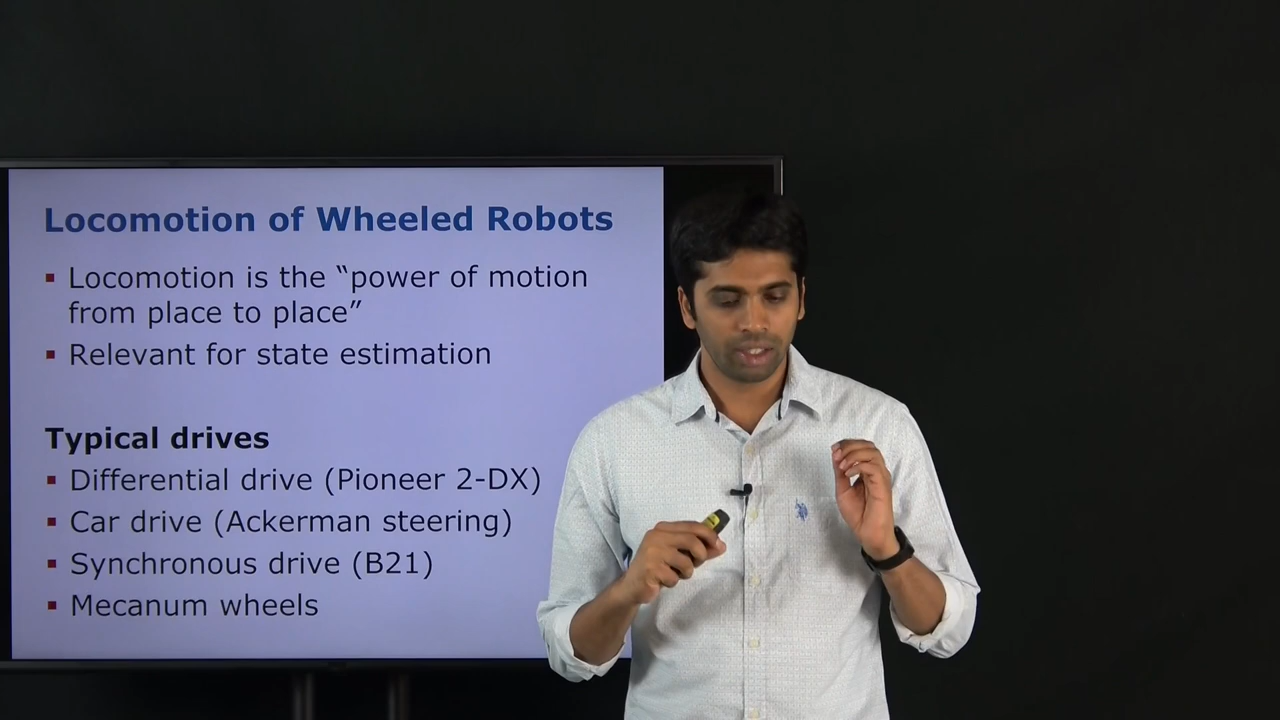 Locomotion of Wheeled Robots
▪ Locomotion is the “power of motion
from place to place”
▪ Relevant for state estimation
Typical drives
▪ Differential drive (Pioneer 2-DX)
▪ Car drive (Ackerman steering)
▪ Synchronous drive (B21)
▪ Mecanum wheels